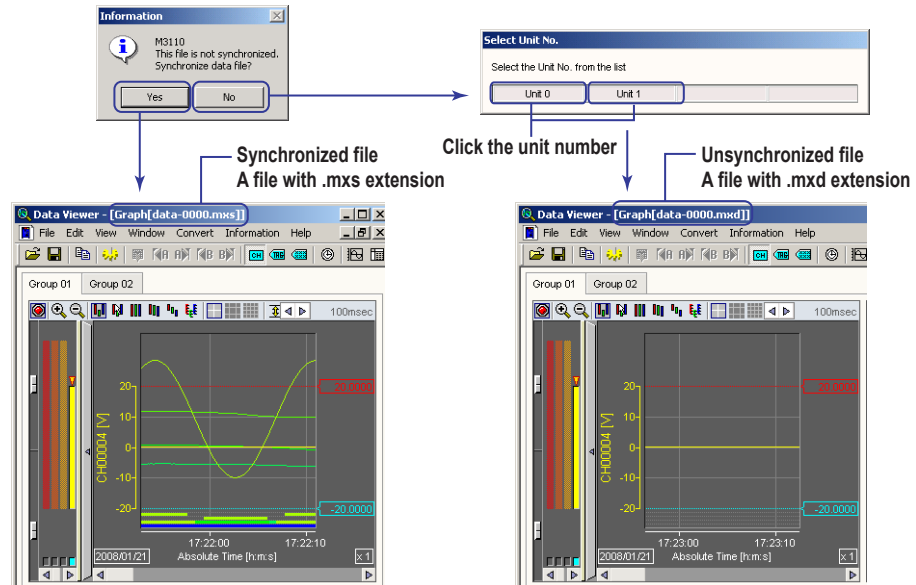 Information
M3110
This file is not synchronized.
Synchronize data file?
Yes
No
Select Unit No.
Select the Unit No. from the list
Unit 0
Unit 1
Click the unit number
Synchronized file
A file with .mxs extension
Unsynchronized file
A file with .mxd extension
Data Viewer - [Graph[data-0000.mxs]]
File Edit View Window Convert Information Help
CH TAG
Group 01 Group 02
100msec
CH00004 [V]
20
10
0
-10
-20
20.0000
-20.0000
17:22:00 17:22:10
2008/01/21 Absolute Time [h:m:s] x 1
Data Viewer - [Graph[data-0000.mxd]]
File Edit View Window Convert Information Help
CH TAG
Group 01 Group 02
100msec
CH00004 [V]
20
10
0
-10
-20
20.0000
-20.0000
17:23:00 17:23:10
2008/01/21 Absolute Time [h:m:s] x 1